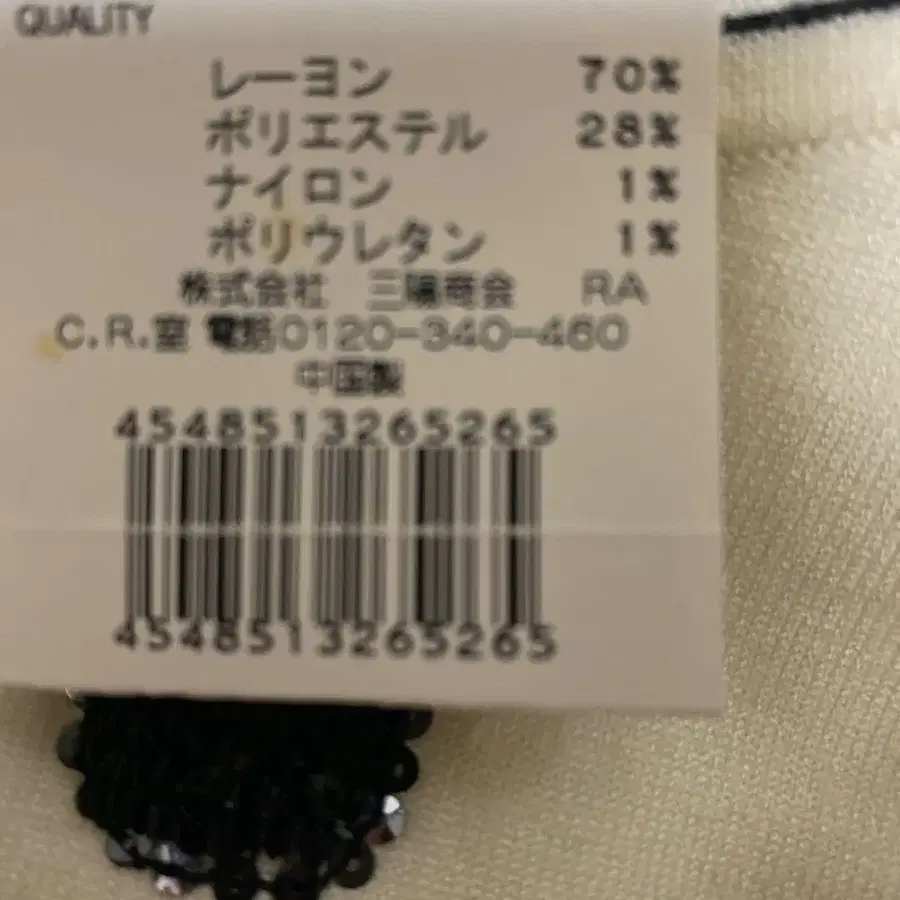 QUALITY
レーヨン 70%
ポリエステル 28%
ナイロン 1%
ポリウレタン 1%
株式会社 三陽商会 RA
C.R.室 電話0120-340-460
中国製
4548513265265
4548513265265